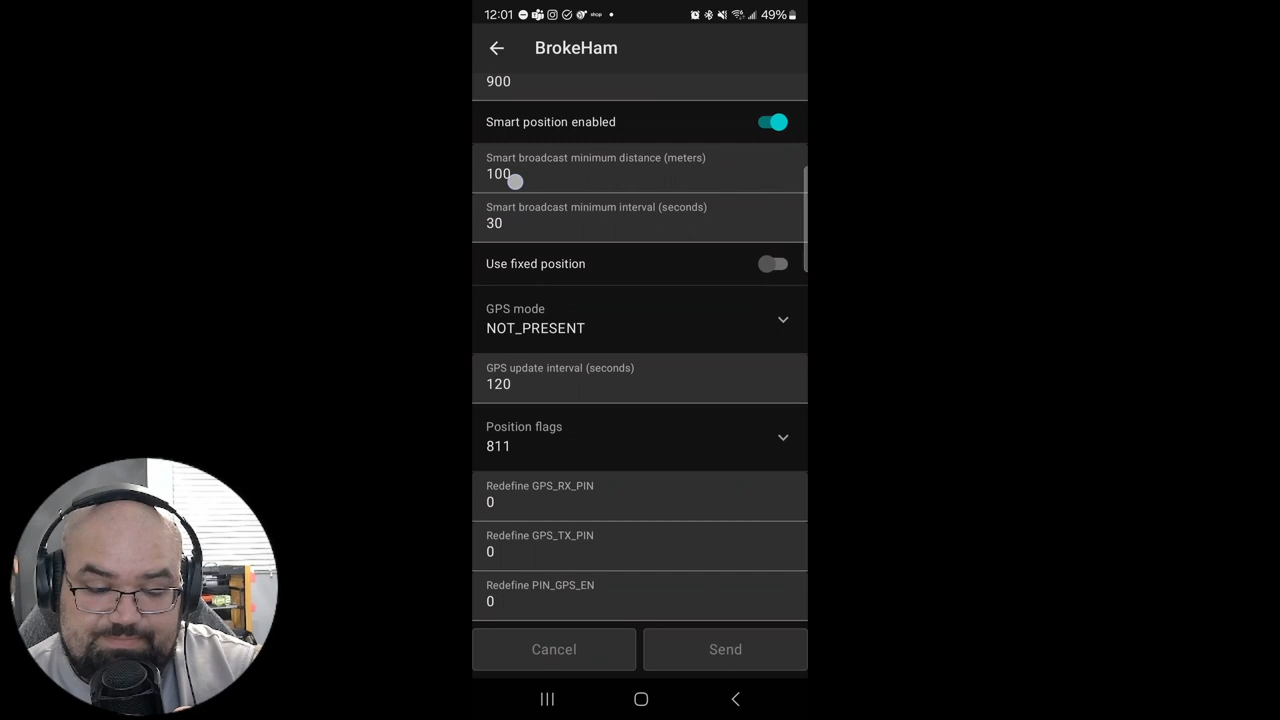 12:01
shop
49%
BrokeHam
900
Smart position enabled
Smart broadcast minimum distance (meters)
100
Smart broadcast minimum interval (seconds)
30
Use fixed position
GPS mode
NOT_PRESENT
GPS update interval (seconds)
120
Position flags
811
Redefine GPS_RX_PIN
0
Redefine GPS_TX_PIN
0
Redefine PIN_GPS_EN
0
Cancel
Send